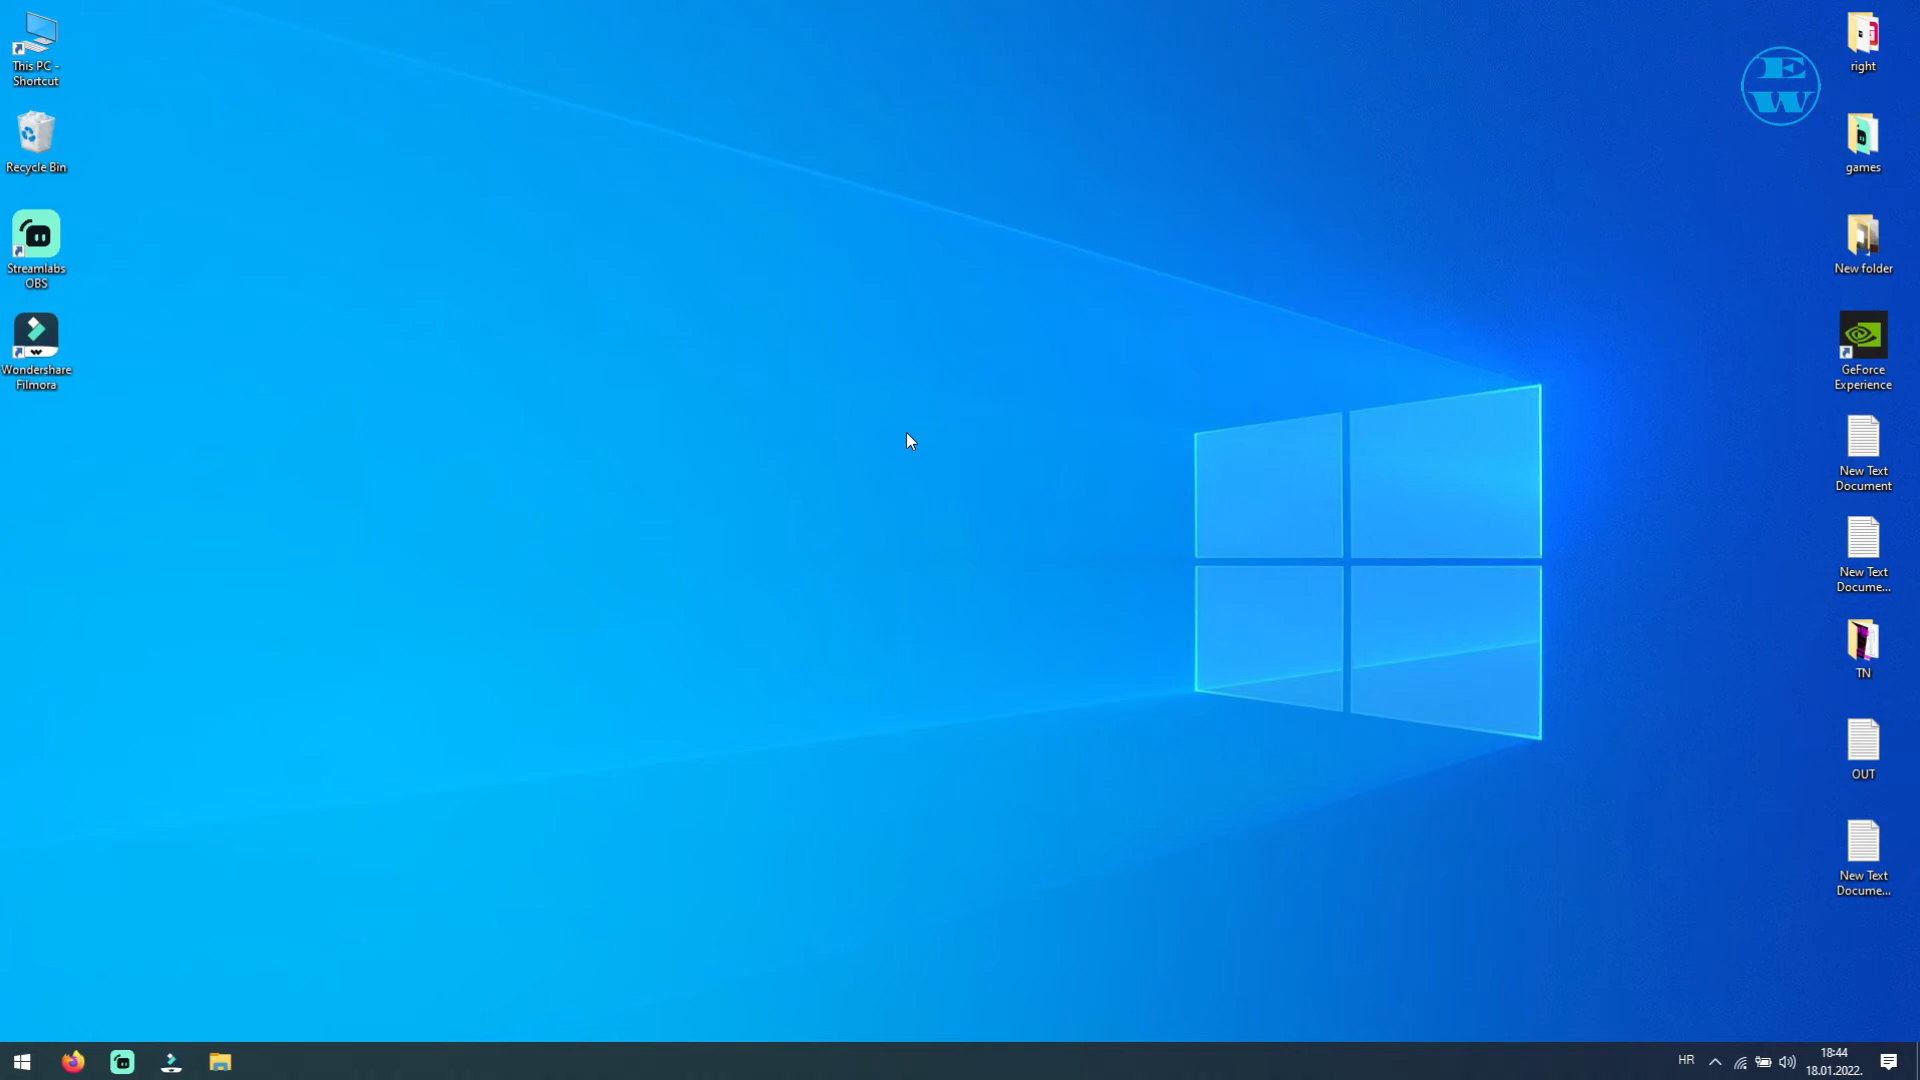 This PC -
Shortcut
Recycle Bin
Streamlabs
OBS
Wondershare
Filmora
EW
right
games
New folder
GeForce
Experience
New Text
Document
New Text
Docume...
TN
OUT
New Text
Docume...
HR
18:44
18.01.2022.